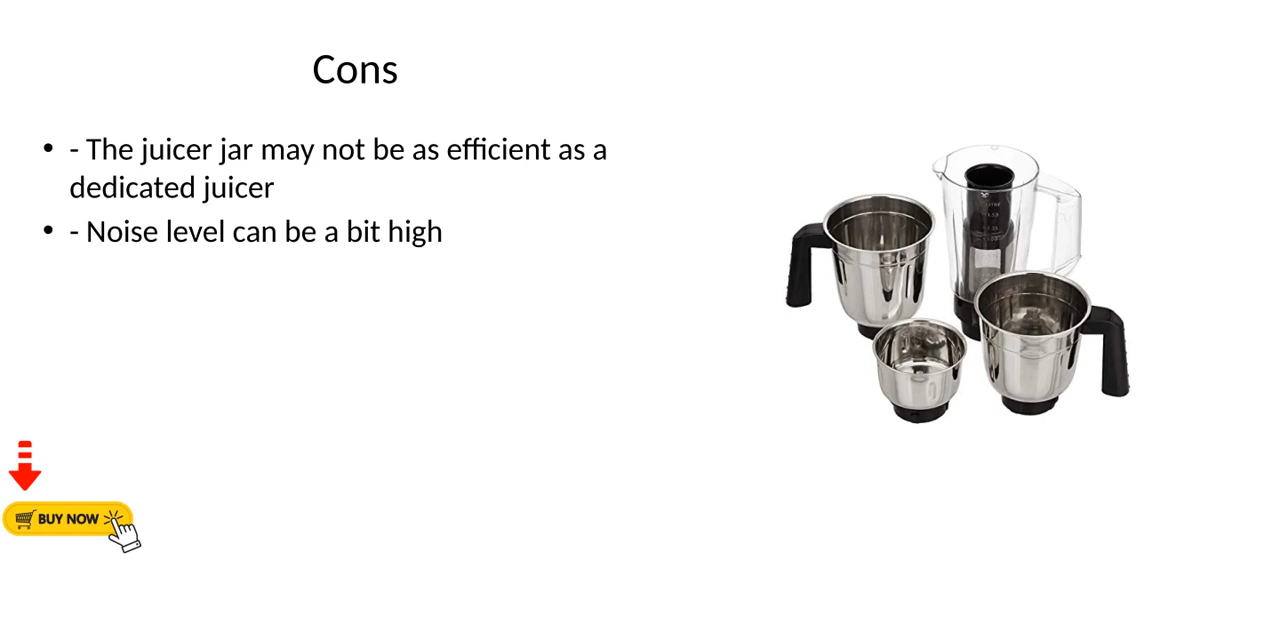 Cons
• - The juicer jar may not be as efficient as a
dedicated juicer
• - Noise level can be a bit high
BUY NOW